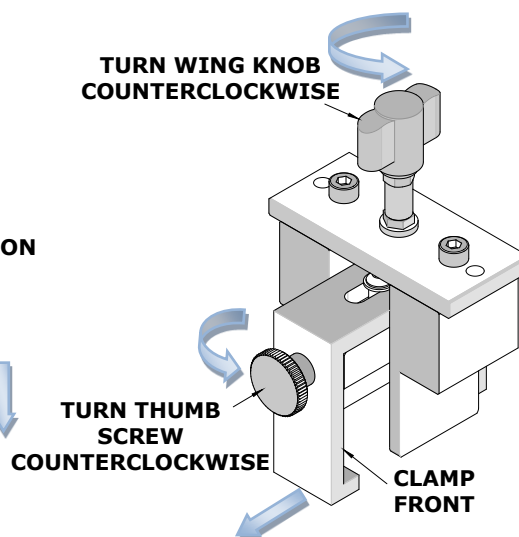 TURN WING KNOB
COUNTERCLOCKWISE
ON
TURN THUMB
SCREW
COUNTERCLOCKWISE
CLAMP
FRONT